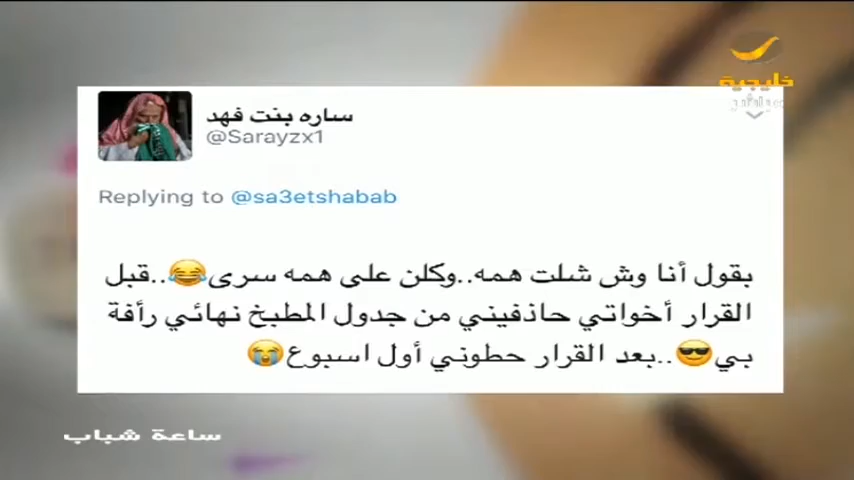 خليجية
ساره بنت فهد
@Sarayzx1
Replying to @sa3etshabab
بقول أنا وش شلت همه..وكلن على همه سرى😂..قبل
القرار أخواتي حاذفيني من جدول المطبخ نهائي رأفة
بي😎..بعد القرار حطوني أول اسبوع😭
ساعة شباب